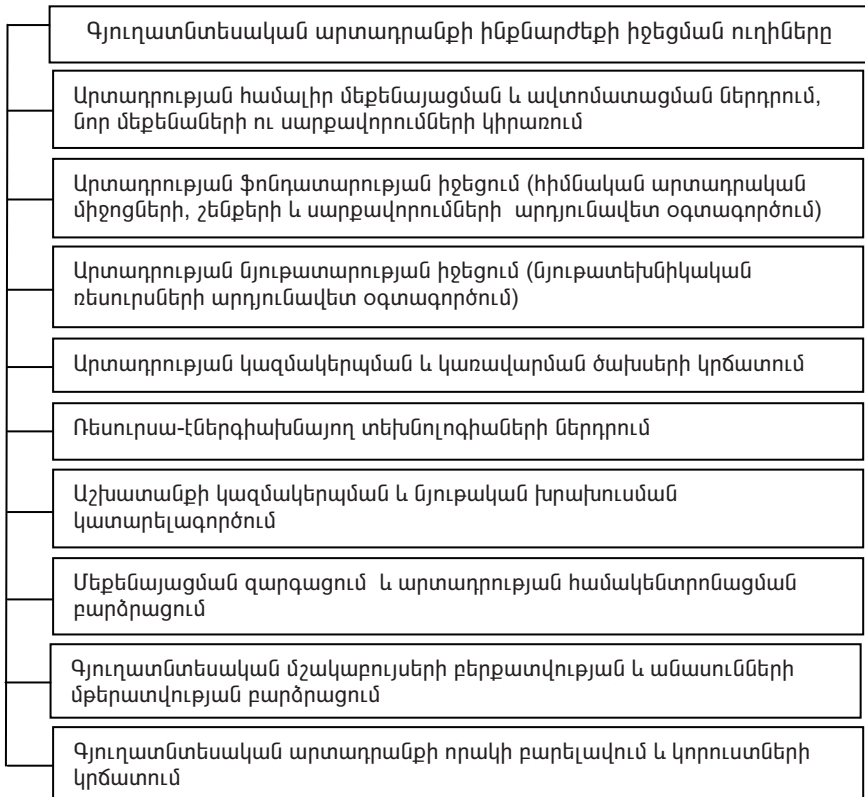 Գյուղատնտեսական արտադրանքի ինքնարժեքի իջեցման ուղիները
Արտադրության համալիր մեքենայացման և ավտոմատացման ներդրում,
նոր մեքենաների ու սարքավորումների կիրառում
Արտադրության ֆոնդատարության իջեցում (հիմնական արտադրական
միջոցների, շենքերի և սարքավորումների արդյունավետ օգտագործում)
Արտադրության նյութատարության իջեցում (նյութատեխնիկական
ռեսուրսների արդյունավետ օգտագործում)
Արտադրության կազմակերպման և կառավարման ծախսերի կրճատում
Ռեսուրսա-էներգիախնայող տեխնոլոգիաների ներդրում
Աշխատանքի կազմակերպման և նյութական խրախուսման
կատարելագործում
Մեքենայացման զարգացում և արտադրության համակենտրոնացման
բարձրացում
Գյուղատնտեսական մշակաբույսերի բերքատվության և անասունների
մթերատվության բարձրացում
Գյուղատնտեսական արտադրանքի որակի բարելավում և կորուստների
կրճատում